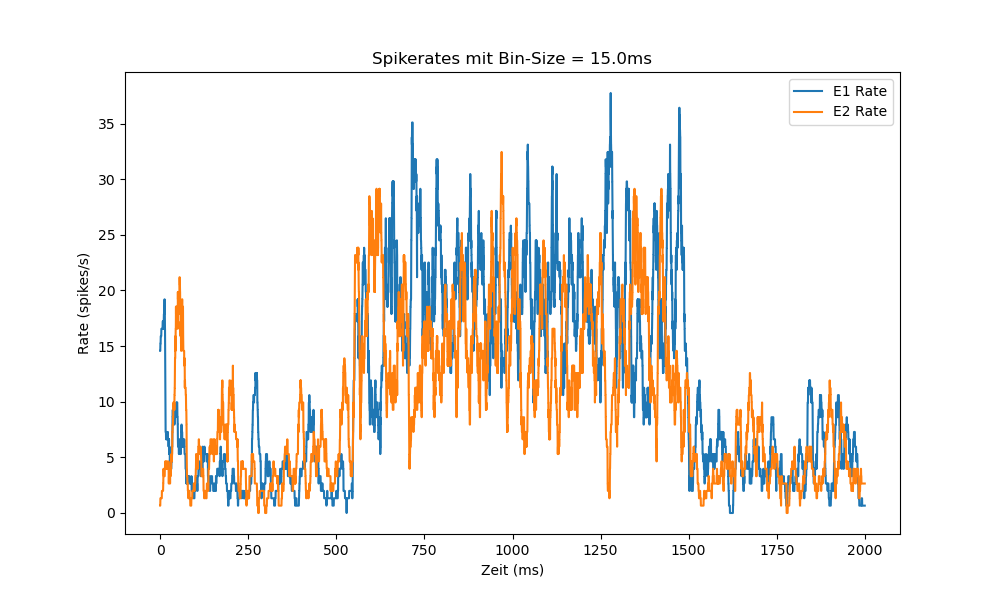 Spikerates mit Bin-Size = 15.0ms
E1 Rate
E2 Rate
Rate (spikes/s)
35
30
25
20
15
10
5
0
0 250 500 750 1000 1250 1500 1750 2000
Zeit (ms)